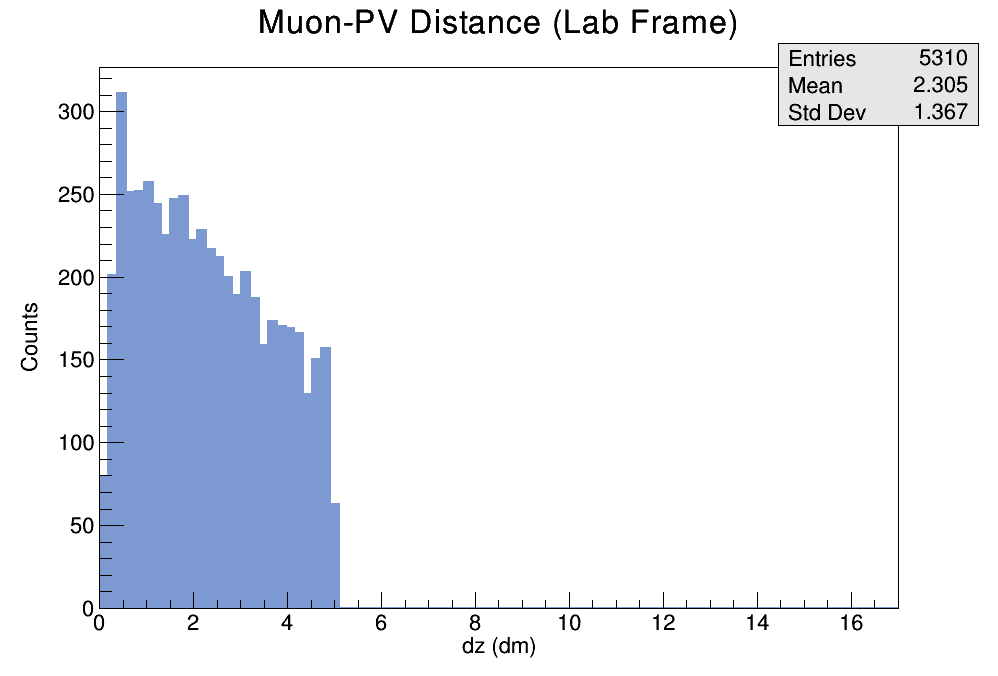 Muon-PV Distance (Lab Frame)
Entries 5310
Mean 2.305
Std Dev 1.367
300
250
200
150
100
50
0
Counts
0 2 4 6 8 10 12 14 16
dz (dm)